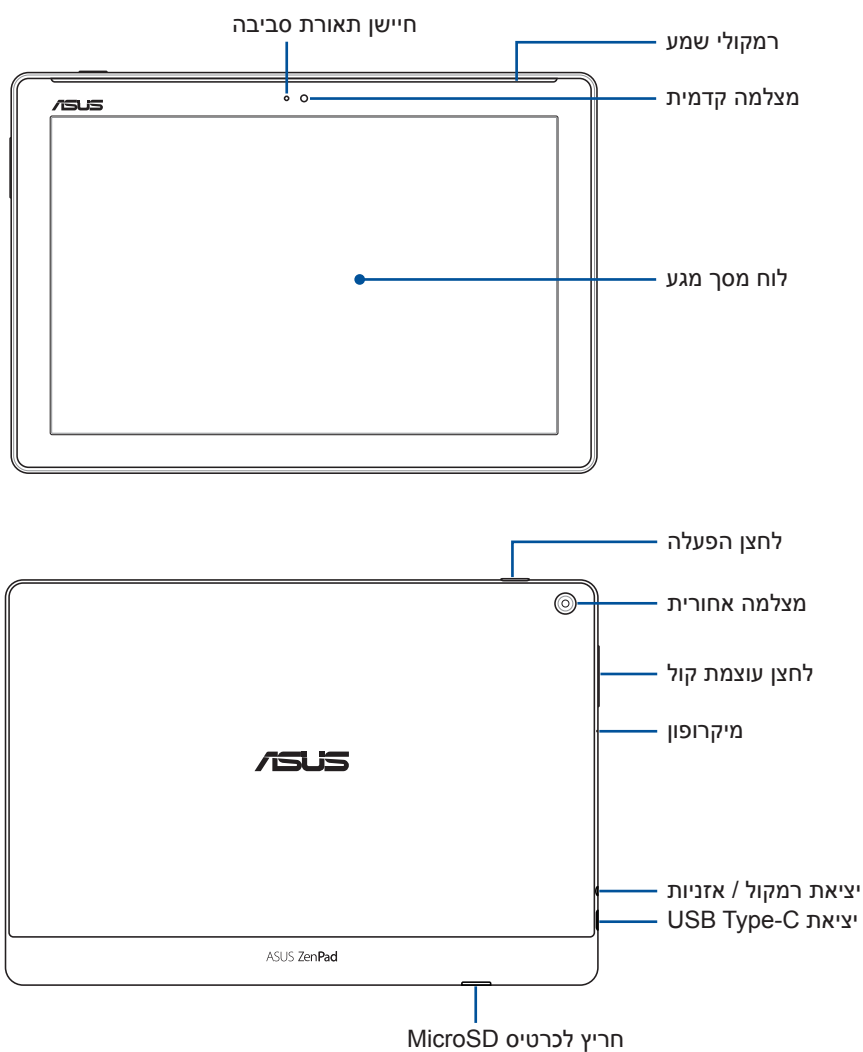 חיישן תאורת סביבה
רמקולי שמע
מצלמה קדמית
ASUS
לוח מסך מגע
לחצן הפעלה
מצלמה אחורית
לחצן עוצמת קול
מיקרופון
ASUS
יציאת רמקול / אזניות
יציאת USB Type-C
ASUS ZenPad
חריץ לכרטיס MicroSD